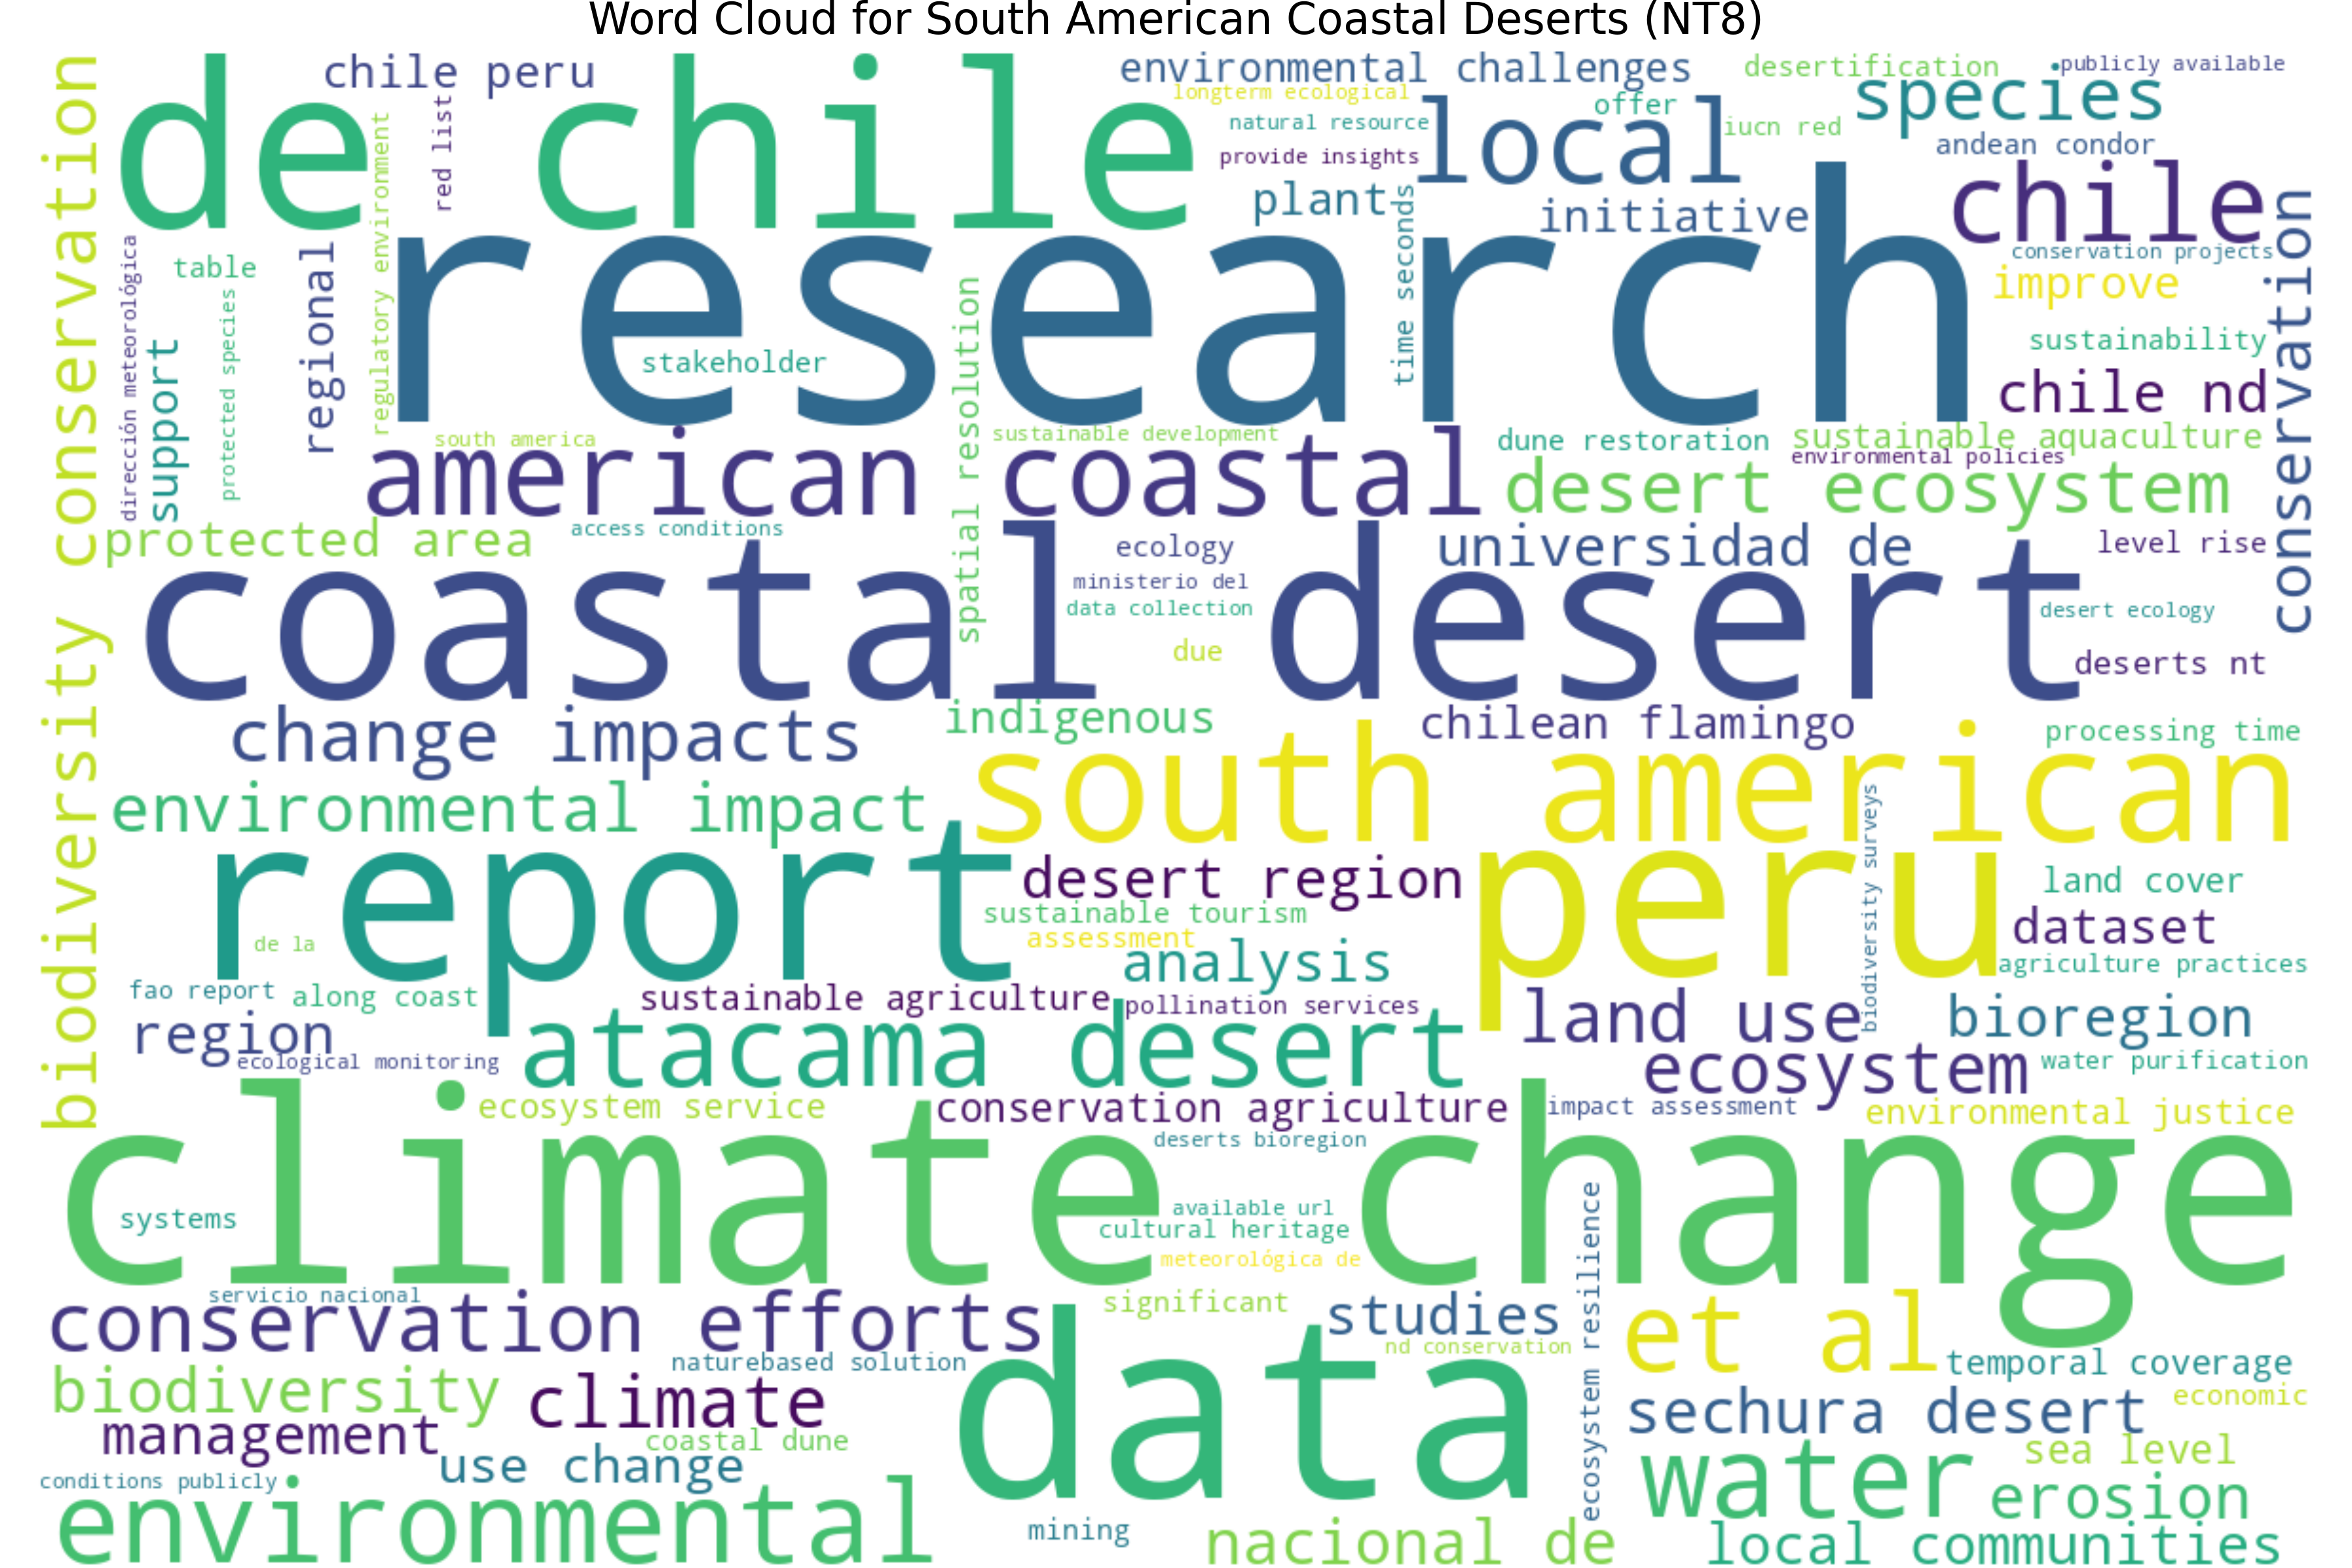 Word Cloud for South American Coastal Deserts (NT8)
biodiversity conservation
de chile
chile peru
red list
regulatory environment
environmental challenges
longterm ecological
natural resource
provide insights
desertification
publicly available
offer
local
iucn red
species
andean condor
plant
initiative
chile
conservation projects
conservation
time seconds
dirección meteorológica
table
support
protected species
regional
research
stakeholder
spatial resolution
improve
sustainability
chile nd
south america
american coastal
sustainable development
dune restoration
sustainable aquaculture
environmental policies
desert ecosystem
protected area
access conditions
ecology
universidad de
level rise
coastal desert
ministerio del
data collection
due
desert ecology
deserts nt
change impacts
indigenous
chilean flamingo
processing time
south american
environmental impact
report
desert region
peru
biodiversity surveys
land cover
sustainable tourism
assessment
dataset
de la
analysis
agriculture practices
fao report
along coast
sustainable agriculture
pollination services
land use
bioregion
region
ecological monitoring
atacama desert
ecosystem
water purification
climate change
ecosystem service
conservation agriculture
impact assessment
environmental justice
deserts bioregion
systems
available url
cultural heritage
meteorológica de
ecosystem resilience
servicio nacional
conservation efforts
significant
studies
et al
nd conservation
naturebased solution
data
temporal coverage
biodiversity
climate
sechura desert
economic
management
coastal dune
use change
water
sea level
conditions publicly
environmental
erosion
mining
nacional de
local communities